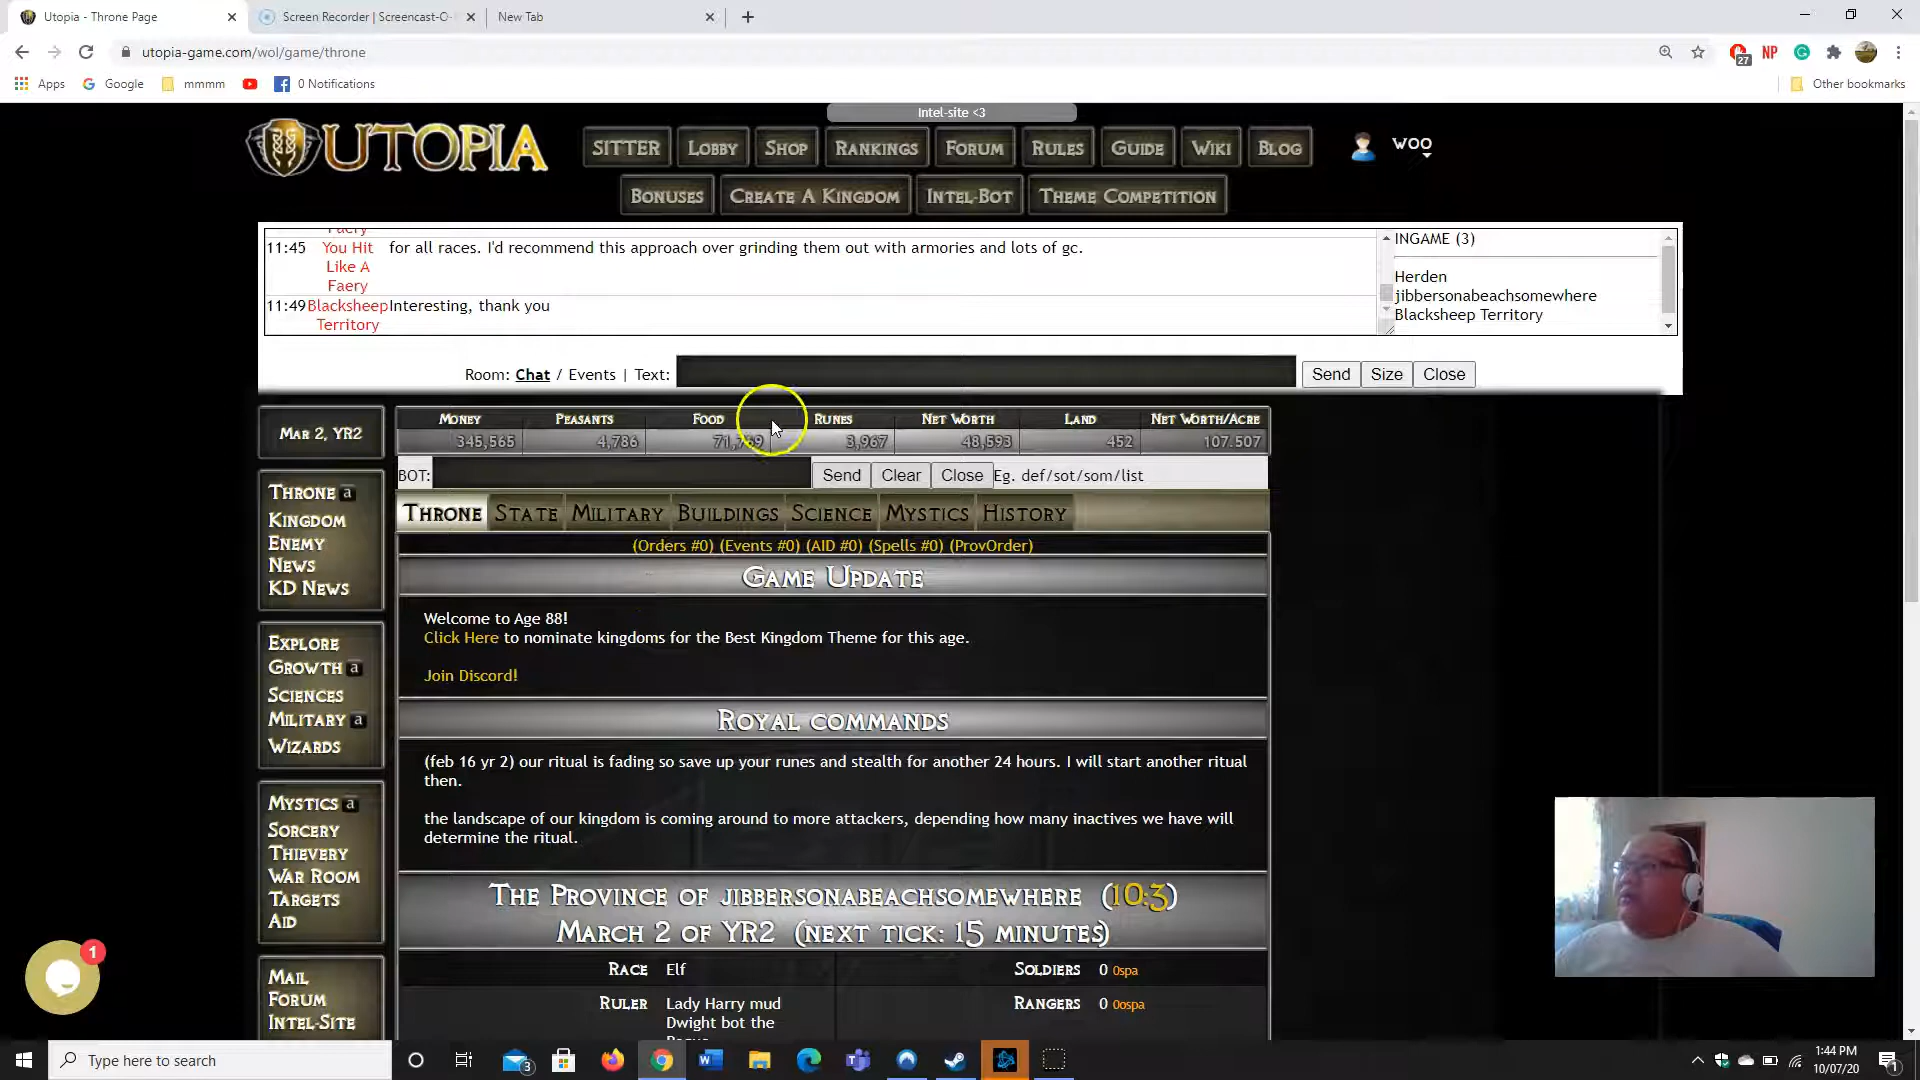 Utopia - Throne Page
Screen Recorder | Screencast-O-
New Tab
utopia-game.com/wol/game/throne
27
NP
Apps
Google
mmmm
0 Notifications
Other bookmarks
Intel-site <3
UTOPIA
SITTER LOBBY SHOP RANKINGS FORUM RULES GUIDE WIKI BLOG
WOO
BONUSES CREATE A KINGDOM INTEL-BOT THEME COMPETITION
11:45 You Hit for all races. I'd recommend this approach over grinding them out with armories and lots of gc.
Like A
Faery
11:49 Blacksheep Interesting, thank you
Territory
INGAME (3)
Herden
jibbersonabeachsomewhere
Blacksheep Territory
Room: Chat / Events | Text:
Send Size Close
MAR 2, YR2
MONEY PEASANTS FOOD RUNES NET WORTH LAND NET WORTH/ACRE
345,565 4,786 71,769 3,967 48,593 452 107.507
BOT: Send Clear Close Eg. def/sot/som/list
THRONE a
KINGDOM
ENEMY
NEWS
KD NEWS
EXPLORE
GROWTH a
SCIENCES
MILITARY a
WIZARDS
MYSTICS a
SORCERY
THIEVERY
WAR ROOM
TARGETS
AID
MAIL
FORUM
INTEL-SITE
THRONE STATE MILITARY BUILDINGS SCIENCE MYSTICS HISTORY
(Orders #0) (Events #0) (AID #0) (Spells #0) (ProvOrder)
GAME UPDATE
Welcome to Age 88!
Click Here to nominate kingdoms for the Best Kingdom Theme for this age.
Join Discord!
ROYAL COMMANDS
(feb 16 yr 2) our ritual is fading so save up your runes and stealth for another 24 hours. I will start another ritual
then.
the landscape of our kingdom is coming around to more attackers, depending how many inactives we have will
determine the ritual.
THE PROVINCE OF JIBBERSONABEACHSOMEWHERE (10:3)
MARCH 2 OF YR2 (NEXT TICK: 15 MINUTES)
RACE Elf
SOLDIERS 0 0spa
RULER Lady Harry mud
Dwight bot the
RANGERS 0 0ospa
1
Type here to search
3
1:44 PM
10/07/20
1